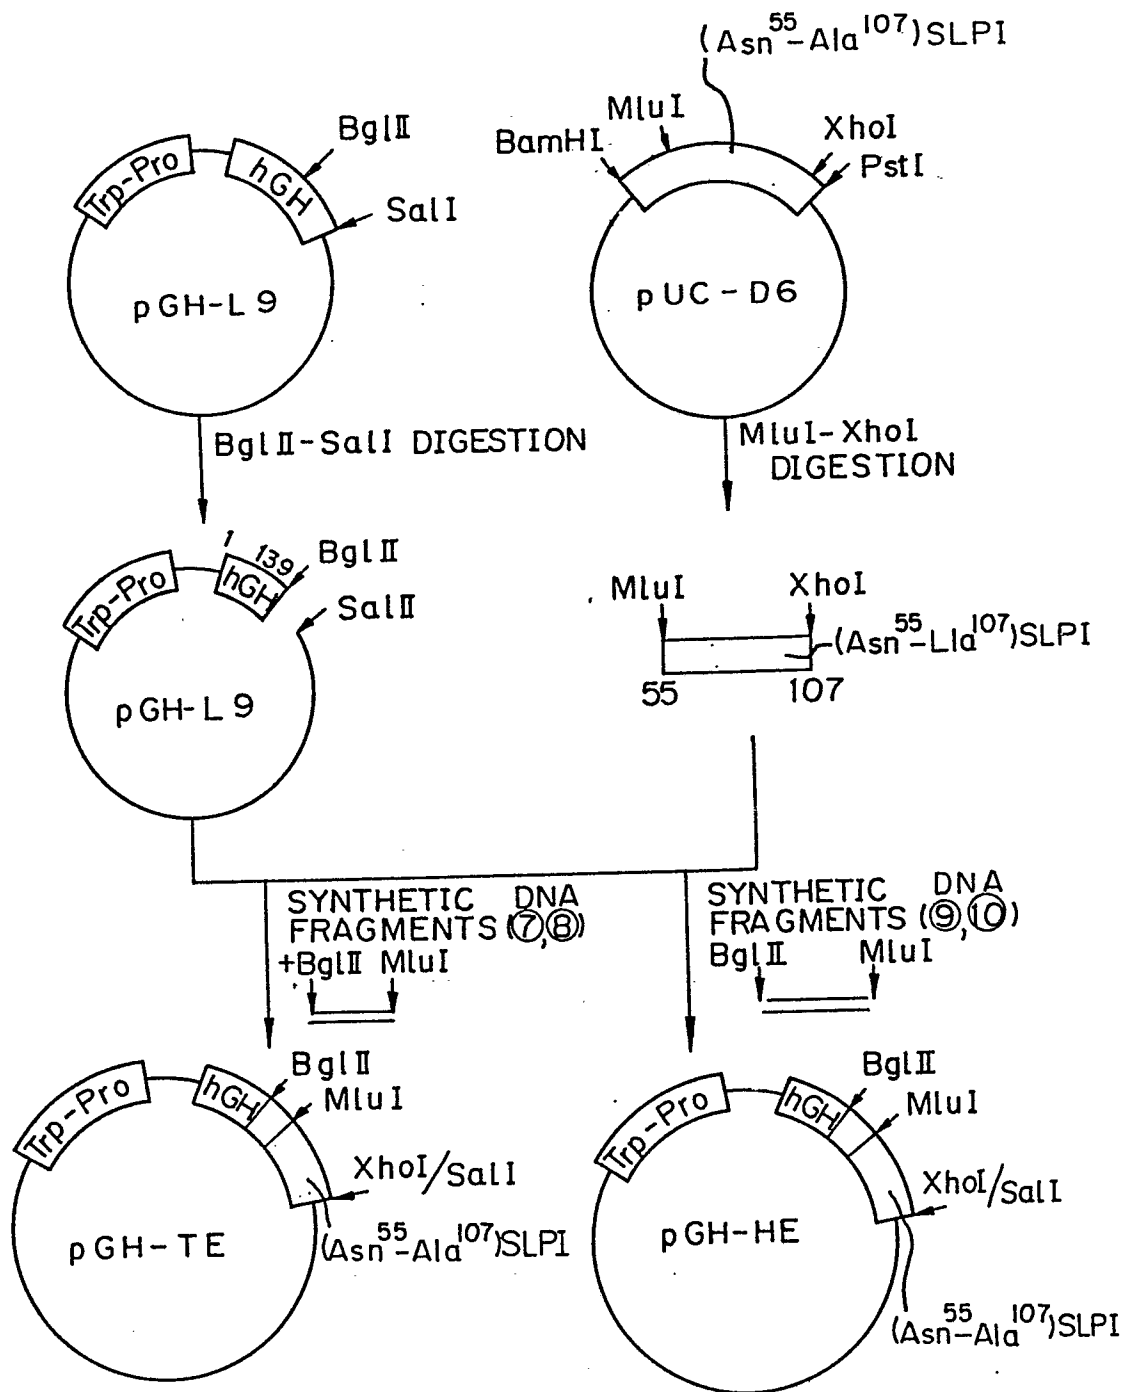 (Asn55-Ala107)SLPI
BglII
MluI
XhoI
BamHI
PstI
Trp-Pro
hGH
SalI
pGH-L9
pUC-D6
BglII-SalI DIGESTION
MluI-XhoI
DIGESTION
1
139
BglII
Trp-Pro
hGH
SalII
MluI
XhoI
(Asn55-Lla107)SLPI
55
107
pGH-L9
SYNTHETIC DNA
FRAGMENTS (⑦,⑧)
+BglII MluI
SYNTHETIC DNA
FRAGMENTS (⑨,⑩)
BglII MluI
BglII
MluI
Trp-Pro
hGH
XhoI/SalI
(Asn55-Ala107)SLPI
pGH-TE
BglII
MluI
Trp-Pro
hGH
XhoI/SalI
pGH-HE
(Asn55-Ala107)SLPI